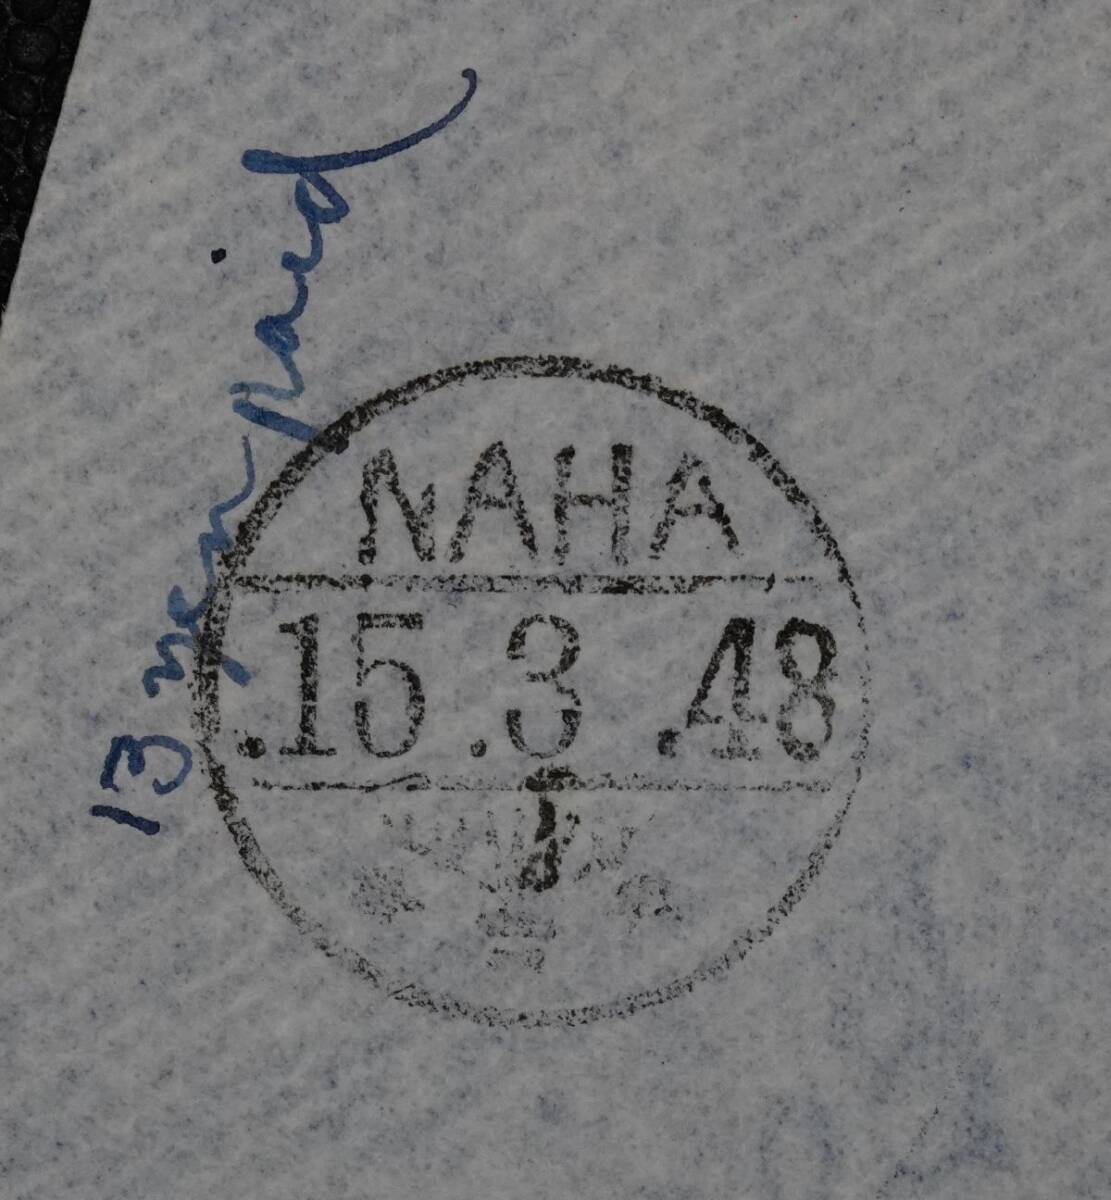 13 yen paid
NAHA
.15.3.48